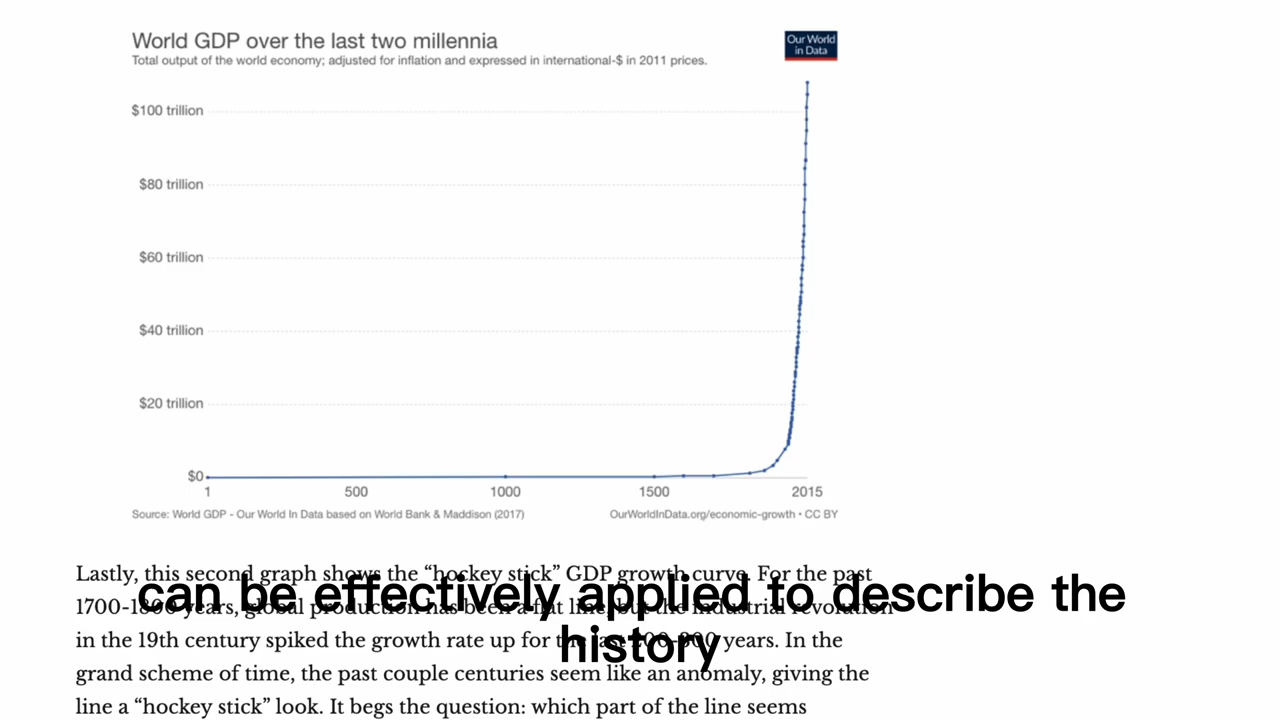 World GDP over the last two millennia
Our World
in Data
Total output of the world economy; adjusted for inflation and expressed in international-$ in 2011 prices.
$100 trillion
$80 trillion
$60 trillion
$40 trillion
$20 trillion
$0
1 500 1000 1500 2015
Source: World GDP - Our World In Data based on World Bank & Maddison (2017) OurWorldInData.org/economic-growth • CC BY
Lastly, this second graph shows the “hockey stick” GDP growth curve. For the past
can be effectively applied to describe the
1700-1800 years, global production has been a flat line, but the industrial revolution
in the 19th century spiked the growth rate up for the last 200-300 years. In the
history
grand scheme of time, the past couple centuries seem like an anomaly, giving the
line a “hockey stick” look. It begs the question: which part of the line seems